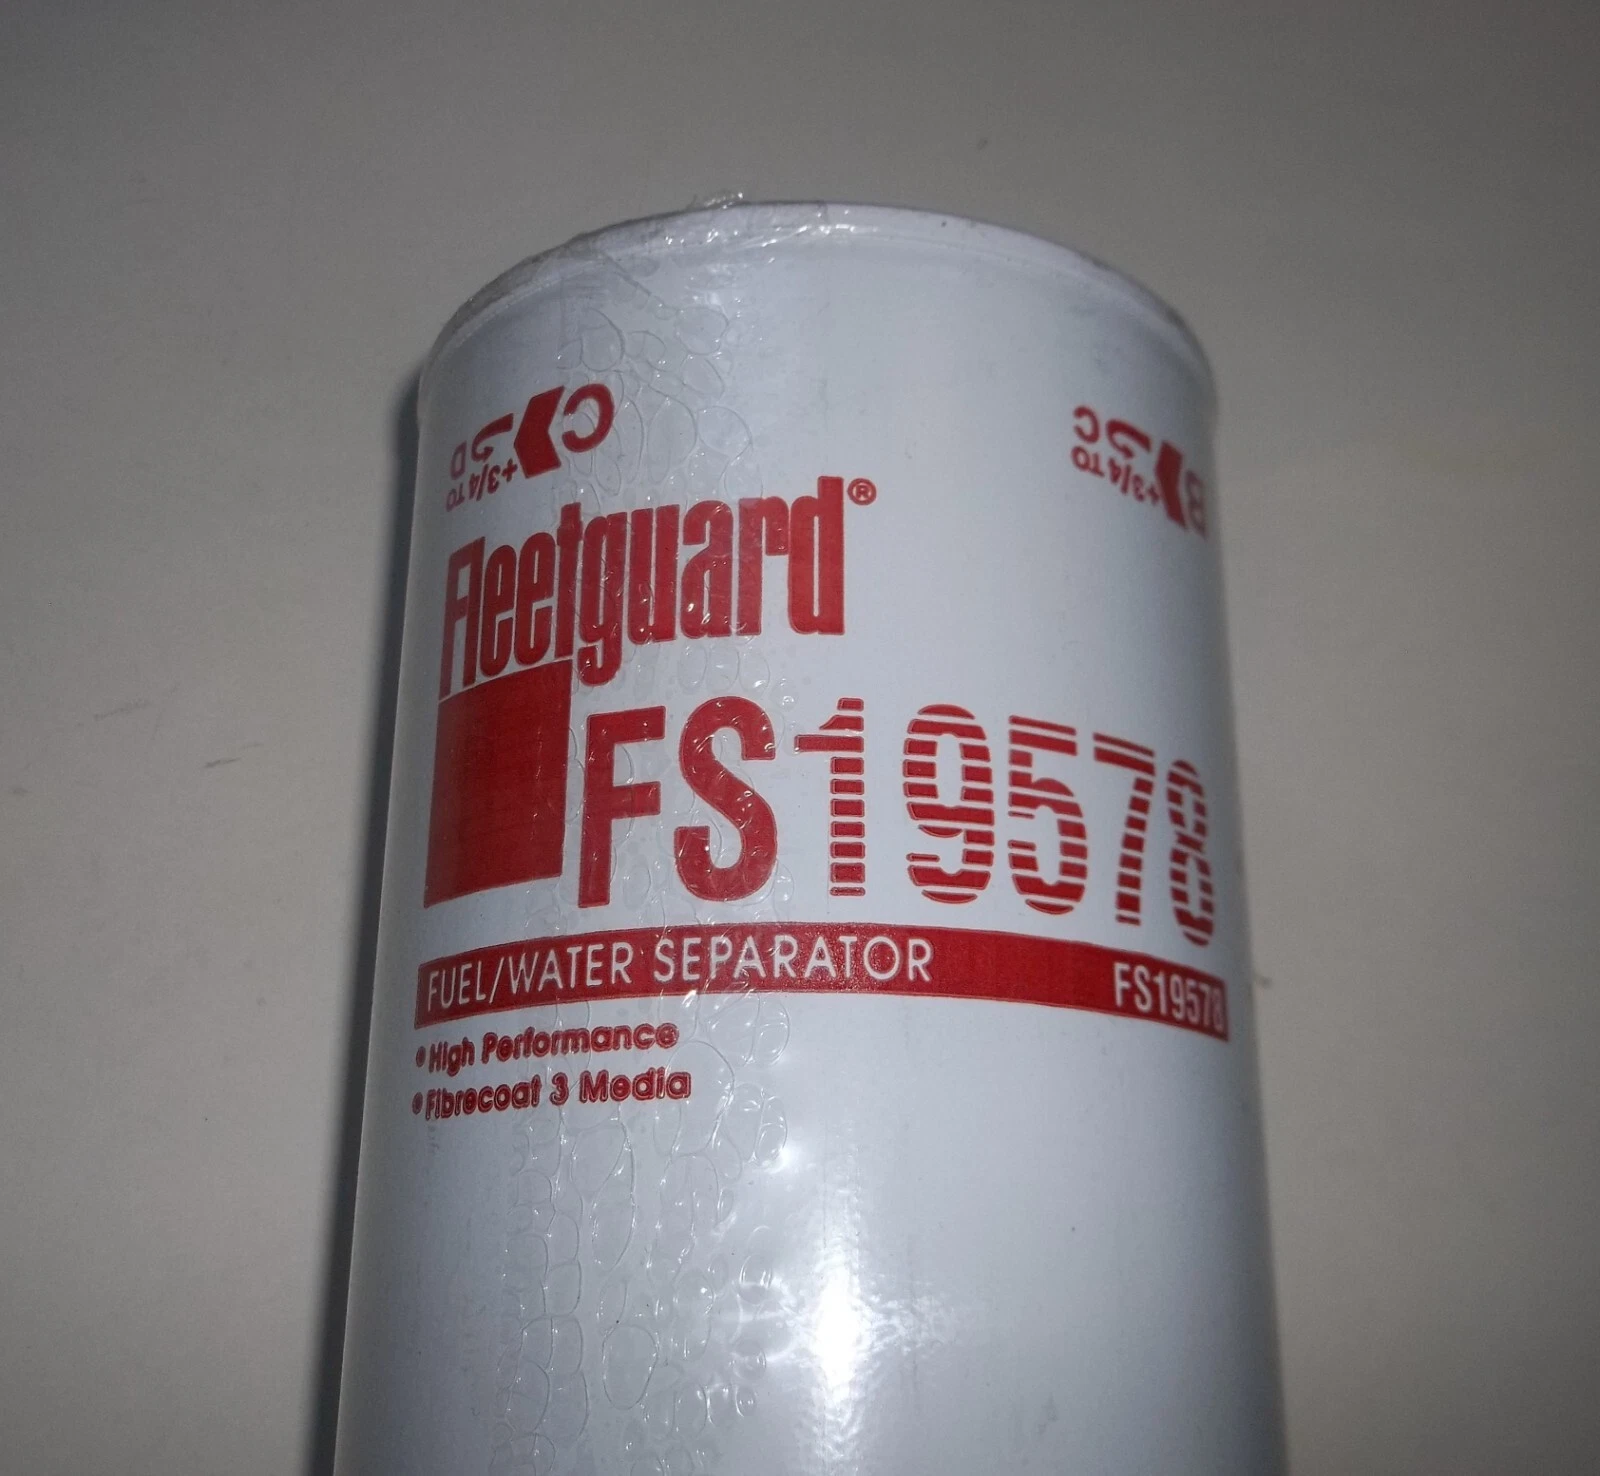 C
+3/4 TO D
B
+3/4 TO C
Fleetguard®
FS19578
FUEL/WATER SEPARATOR FS19578
• High Performance
• Fibrecoat 3 Media